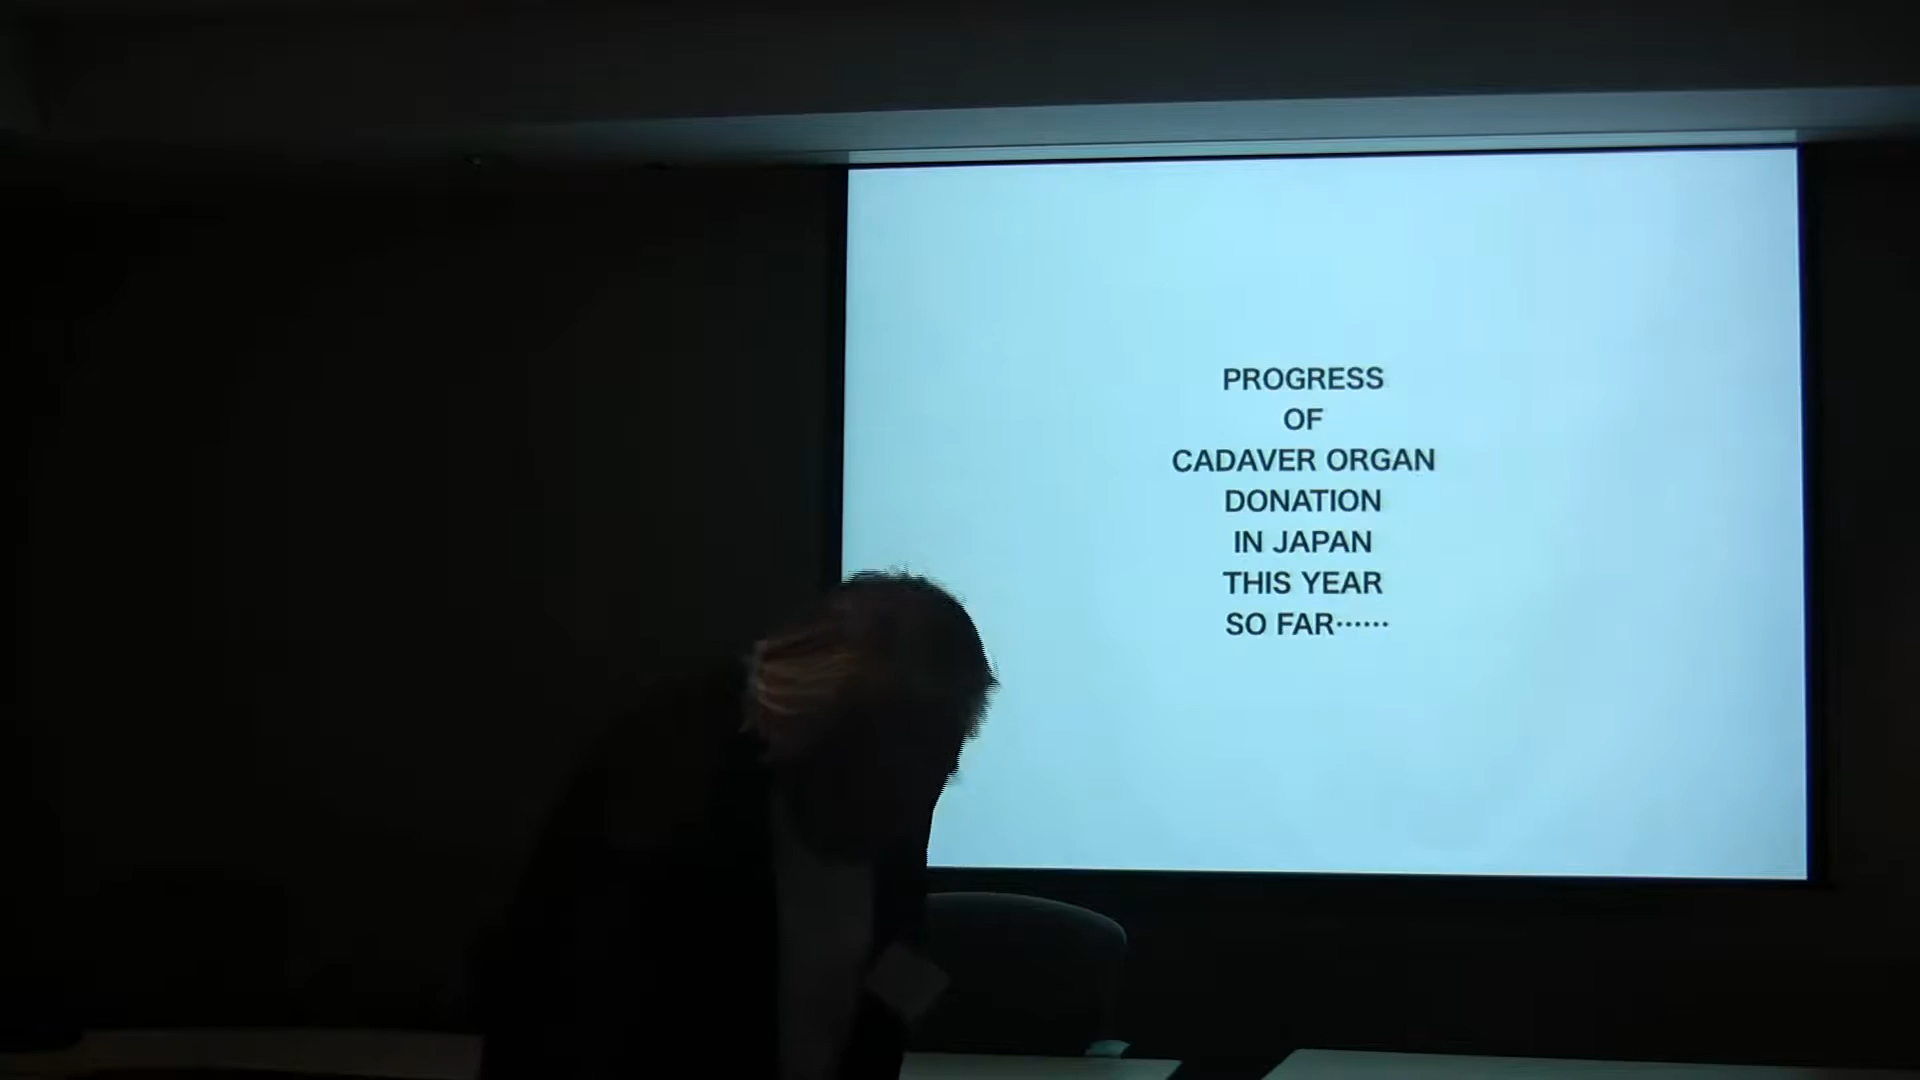 PROGRESS
OF
CADAVER ORGAN
DONATION
IN JAPAN
THIS YEAR
SO FAR……